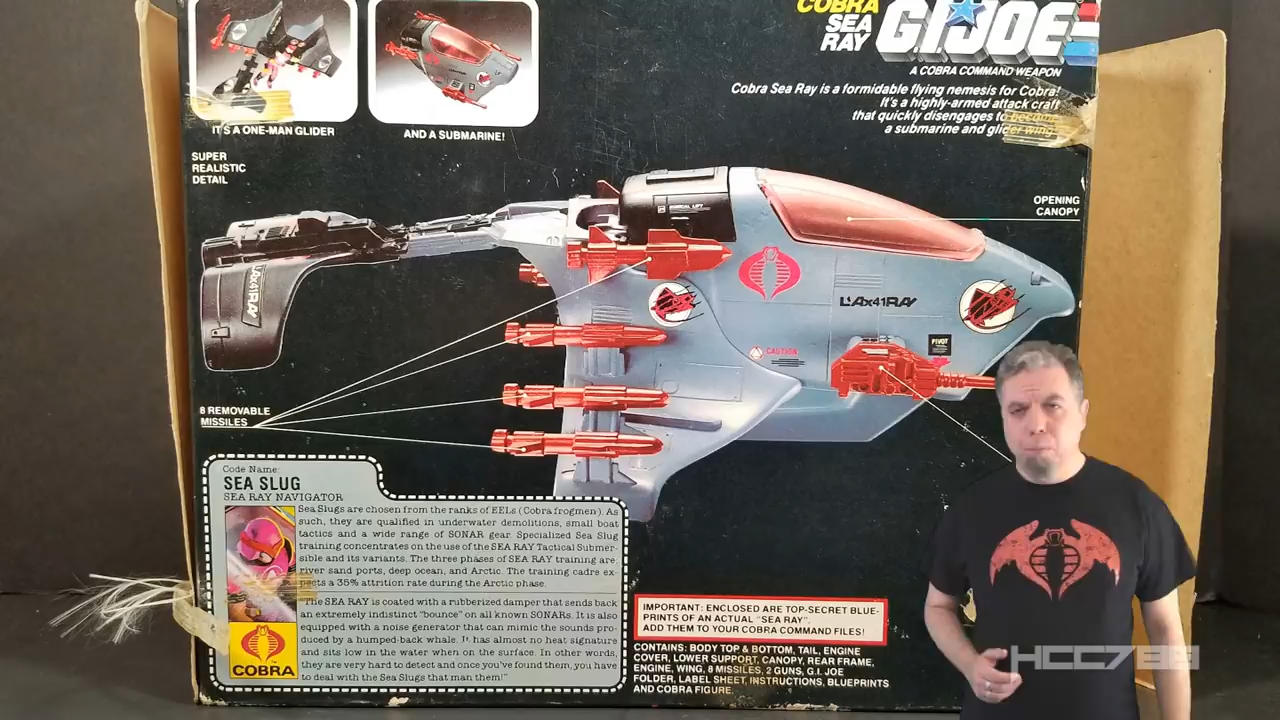 COBRA
SEA
RAY
G.I. JOE
A COBRA COMMAND WEAPON
Cobra Sea Ray is a formidable flying nemesis for Cobra!
It's a highly-armed attack craft
that quickly disengages to become
a submarine and glider wing
IT'S A ONE-MAN GLIDER
AND A SUBMARINE!
SUPER
REALISTIC
DETAIL
OPENING
CANOPY
L'Ax41RAY
L'Ax41RAY
CAUTION
PIVOT
8 REMOVABLE
MISSILES
Code Name:
SEA SLUG
SEA RAY NAVIGATOR
Sea Slugs are chosen from the ranks of EELs (Cobra frogmen). As
such, they are qualified in underwater demolitions, small boat
tactics and a wide range of SONAR gear. Specialized Sea Slug
training concentrates on the use of the SEA RAY Tactical Submer-
sible and its variants. The three phases of SEA RAY training are,
river sand ports, deep ocean, and Arctic. The training cadre ex-
pects a 35% attrition rate during the Arctic phase.
"The SEA RAY is coated with a rubberized damper that sends back
an extremely indistinct "bounce" on all known SONARs. It is also
equipped with a noise generator that can mimic the sounds pro-
duced by a humped-back whale. It has almost no heat signature
and sits low in the water when on the surface. In other words,
they are very hard to detect and once you've found them, you have
to deal with the Sea Slugs that man them!"
COBRA
IMPORTANT: ENCLOSED ARE TOP-SECRET BLUE-
PRINTS OF AN ACTUAL "SEA RAY".
ADD THEM TO YOUR COBRA COMMAND FILES!
CONTAINS: BODY TOP & BOTTOM, TAIL, ENGINE
COVER, LOWER SUPPORT, CANOPY, REAR FRAME,
ENGINE, WING, 8 MISSILES, 2 GUNS, G.I. JOE
FOLDER, LABEL SHEET, INSTRUCTIONS, BLUEPRINTS
AND COBRA FIGURE.
HCC788